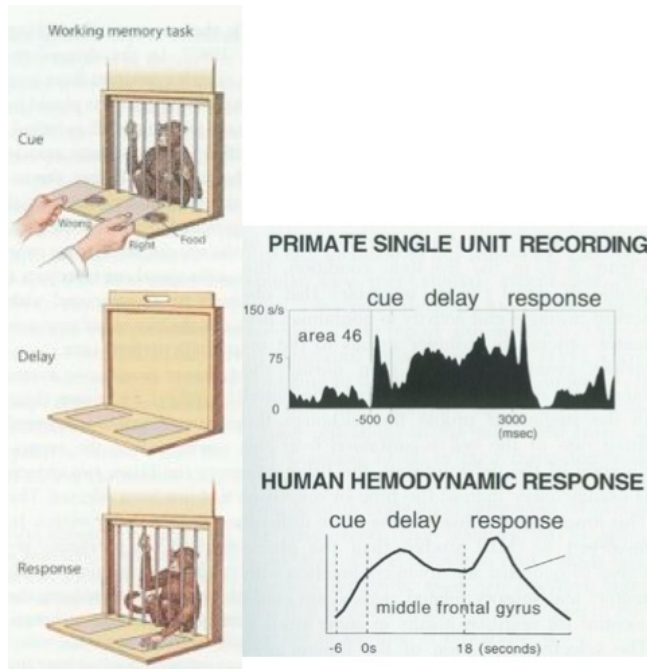 Working memory task
Cue
Wrong
Right
Food
Delay
Response
PRIMATE SINGLE UNIT RECORDING
cue delay response
150 s/s
area 46
75
0
-500 0 3000
(msec)
HUMAN HEMODYNAMIC RESPONSE
cue delay response
middle frontal gyrus
-6 0s 18 (seconds)